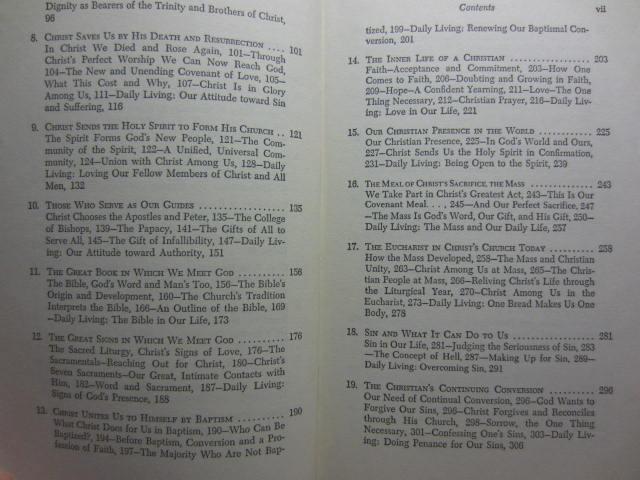 Dignity as Bearers of the Trinity and Brothers of Christ,
96
8. Christ Saves Us by His Death and Resurrection .... 101
In Christ We Died and Rose Again, 101—Through
Christ's Perfect Worship We Can Now Reach God,
104—The New and Unending Covenant of Love, 105—
What This Cost and Why, 107—Christ Is in Glory
Among Us, 111—Daily Living: Our Attitude toward Sin
and Suffering, 116
9. Christ Sends the Holy Spirit to Form His Church .. 121
The Spirit Forms God's New People, 121—The Com-
munity of the Spirit, 122—A Unified, Universal Commu-
nity, 124—Union with Christ Among Us, 128—Daily
Living: Loving Our Fellow Members of Christ and All
Men, 132
10. Those Who Serve as Our Guides .................. 135
Christ Chooses the Apostles and Peter, 135—The College
of Bishops, 139—The Papacy, 141—The Gifts of All to
Serve All, 145—The Gift of Infallibility, 147—Daily Liv-
ing: Our Attitude toward Authority, 151
11. The Great Book in Which We Meet God ........... 156
The Bible, God's Word and Man's Too, 156—The Bible's
Origin and Development, 160—The Church's Tradition
Interprets the Bible, 166—An Outline of the Bible, 169
—Daily Living: The Bible in Our Life, 173
12. The Great Signs in Which We Meet God ........... 176
The Sacred Liturgy, Christ's Signs of Love, 176—The
Sacramentals—Reaching Out for Christ, 180—Christ's
Seven Sacraments—Our Great, Intimate Contacts with
Him, 182—Word and Sacrament, 187—Daily Living:
Signs of God's Presence, 188
13. Christ Unites Us to Himself by Baptism .......... 190
What Christ Does for Us in Baptism, 190—Who Can Be
Baptized?, 194—Before Baptism, Conversion and a Pro-
fession of Faith, 197—The Majority Who Are Not Bap-
Contents vii
tized, 199—Daily Living: Renewing Our Baptismal Con-
version, 201
14. The Inner Life of a Christian .................. 203
Faith—Acceptance and Commitment, 203—How One
Comes to Faith, 206—Doubting and Growing in Faith,
209—Hope—A Confident Yearning, 211—Love—The One
Thing Necessary, 212—Christian Prayer, 216—Daily Liv-
ing: Love in Our Life, 221
15. Our Christian Presence in the World ............. 225
Our Christian Presence, 225—In God's World and Ours,
227—Christ Sends Us the Holy Spirit in Confirmation,
231—Daily Living: Being Open to the Spirit, 239
16. The Meal of Christ's Sacrifice, the Mass .......... 243
We Take Part in Christ's Greatest Act, 243—This Is Our
Covenant Meal. . . , 245—And Our Perfect Sacrifice, 247
—The Mass Is God's Word, Our Gift, and His Gift, 250—
Daily Living: The Mass and Our Daily Life, 257
17. The Eucharist in Christ's Church Today .......... 258
How the Mass Developed, 258—The Mass and Christian
Unity, 263—Christ Among Us at Mass, 265—The Chris-
tian People at Mass, 266—Reliving Christ's Life through
the Liturgical Year, 270—Christ Among Us in the
Eucharist, 273—Daily Living: One Bread Makes Us One
Body, 278
18. Sin and What It Can Do to Us .................. 281
Sin in Our Life, 281—Judging the Seriousness of Sin, 283
—The Concept of Hell, 287—Making Up for Sin, 289—
Daily Living: Overcoming Sin, 291
19. The Christian's Continuing Conversion ........... 296
Our Need of Continual Conversion, 296—God Wants to
Forgive Our Sins, 296—Christ Forgives and Reconciles
through His Church, 298—Sorrow, the One Thing
Necessary, 301—Confessing One's Sins, 303—Daily Liv-
ing: Doing Penance for Our Sins, 306